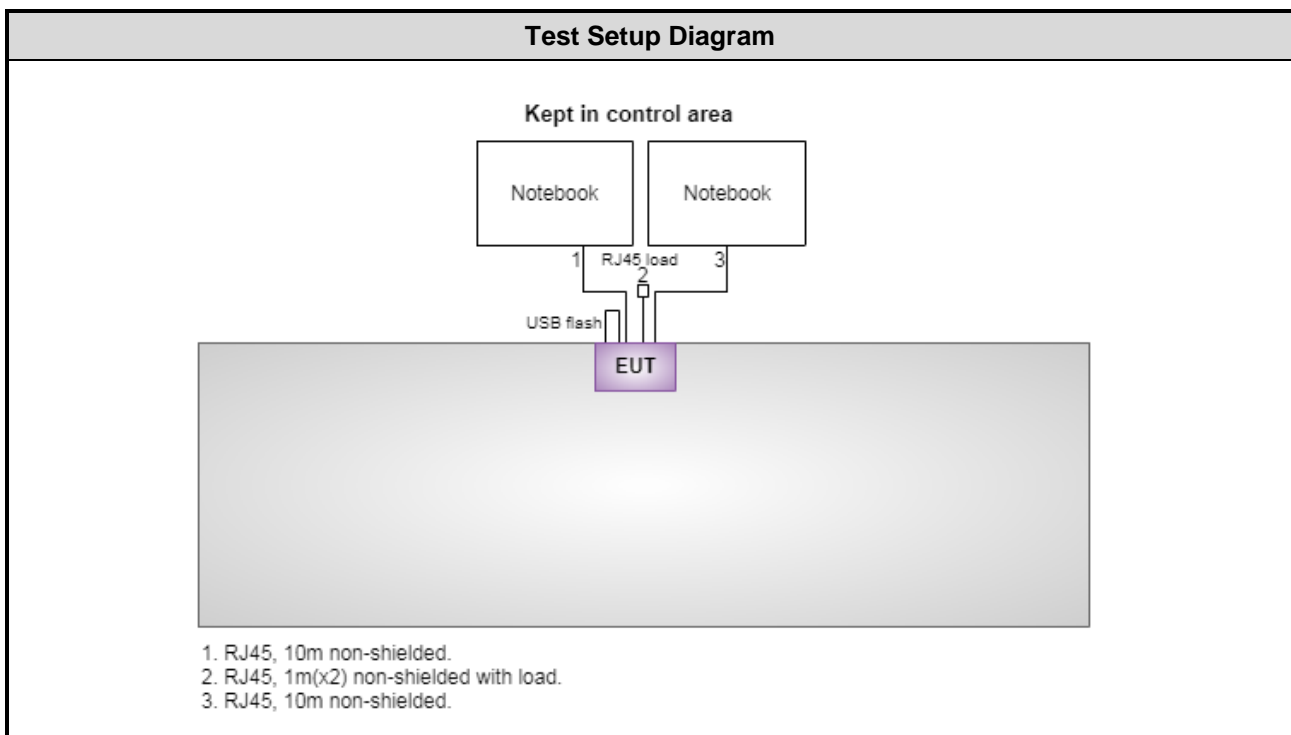 Test Setup Diagram
Kept in control area
Notebook
Notebook
1
RJ45 load
3
2
USB flash
EUT
1. RJ45, 10m non-shielded.
2. RJ45, 1m(x2) non-shielded with load.
3. RJ45, 10m non-shielded.